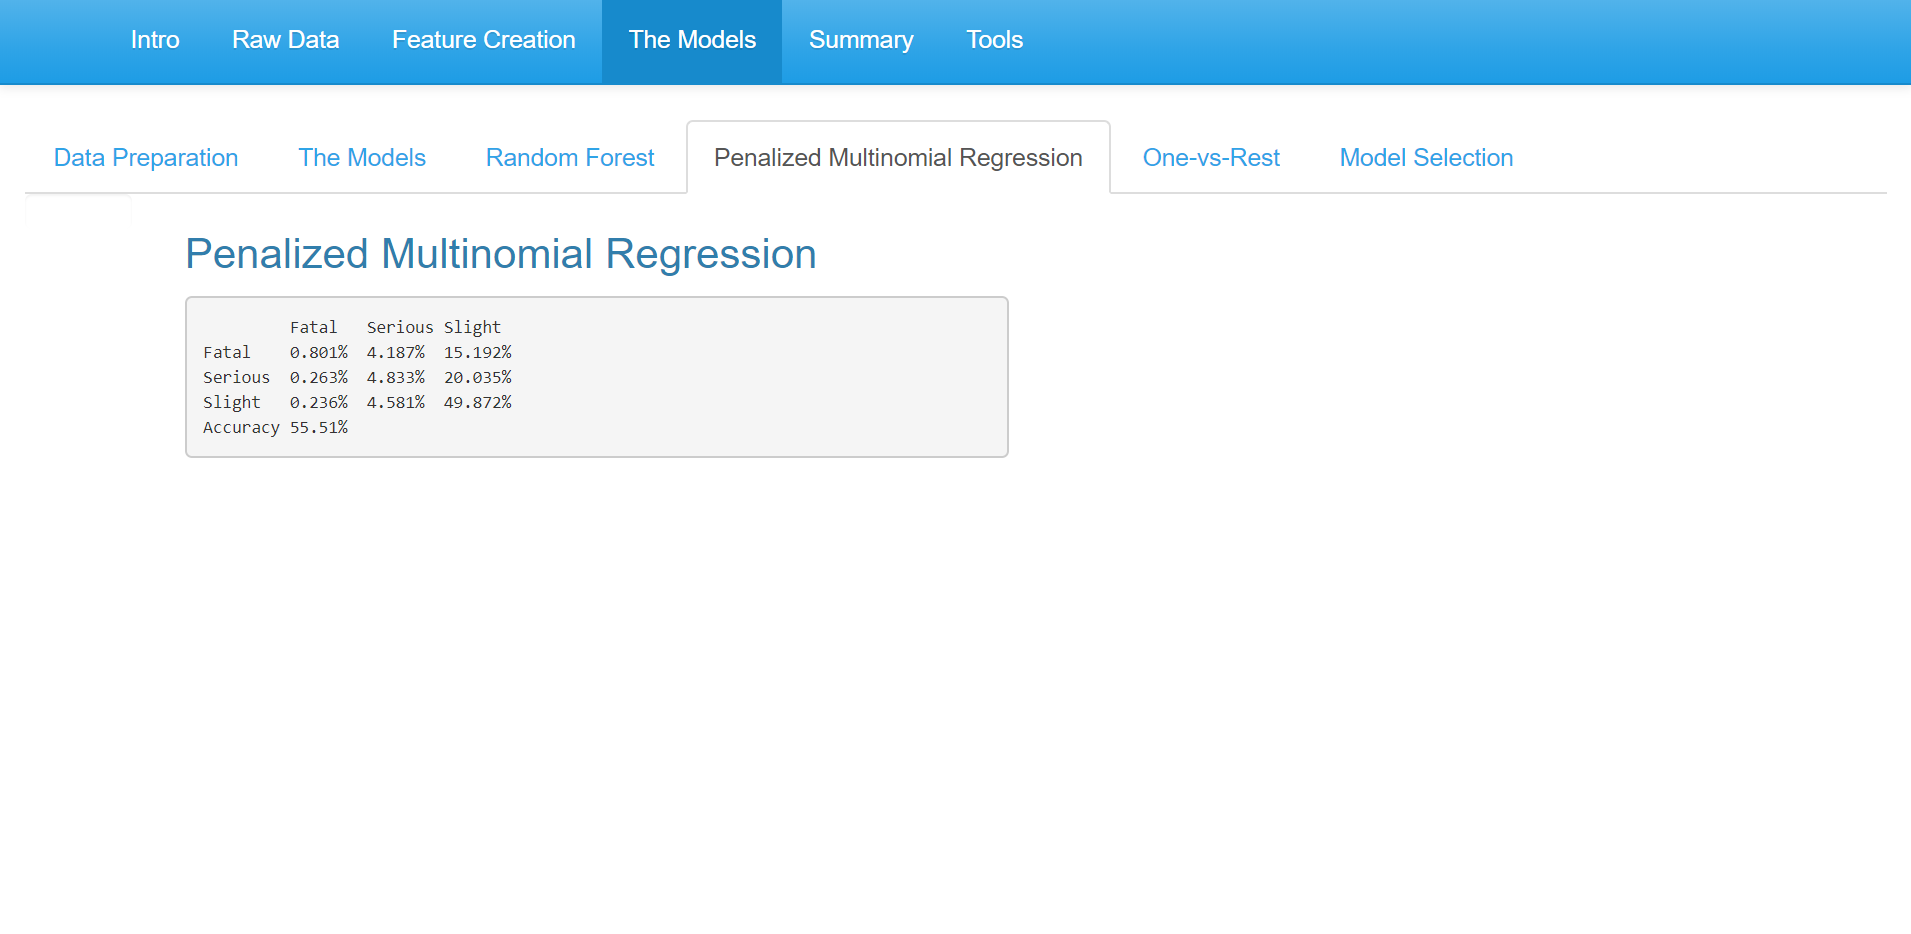 Intro Raw Data Feature Creation The Models Summary Tools
Data Preparation The Models Random Forest Penalized Multinomial Regression One-vs-Rest Model Selection
Penalized Multinomial Regression
Fatal Serious Slight
Fatal 0.801% 4.187% 15.192%
Serious 0.263% 4.833% 20.035%
Slight 0.236% 4.581% 49.872%
Accuracy 55.51%